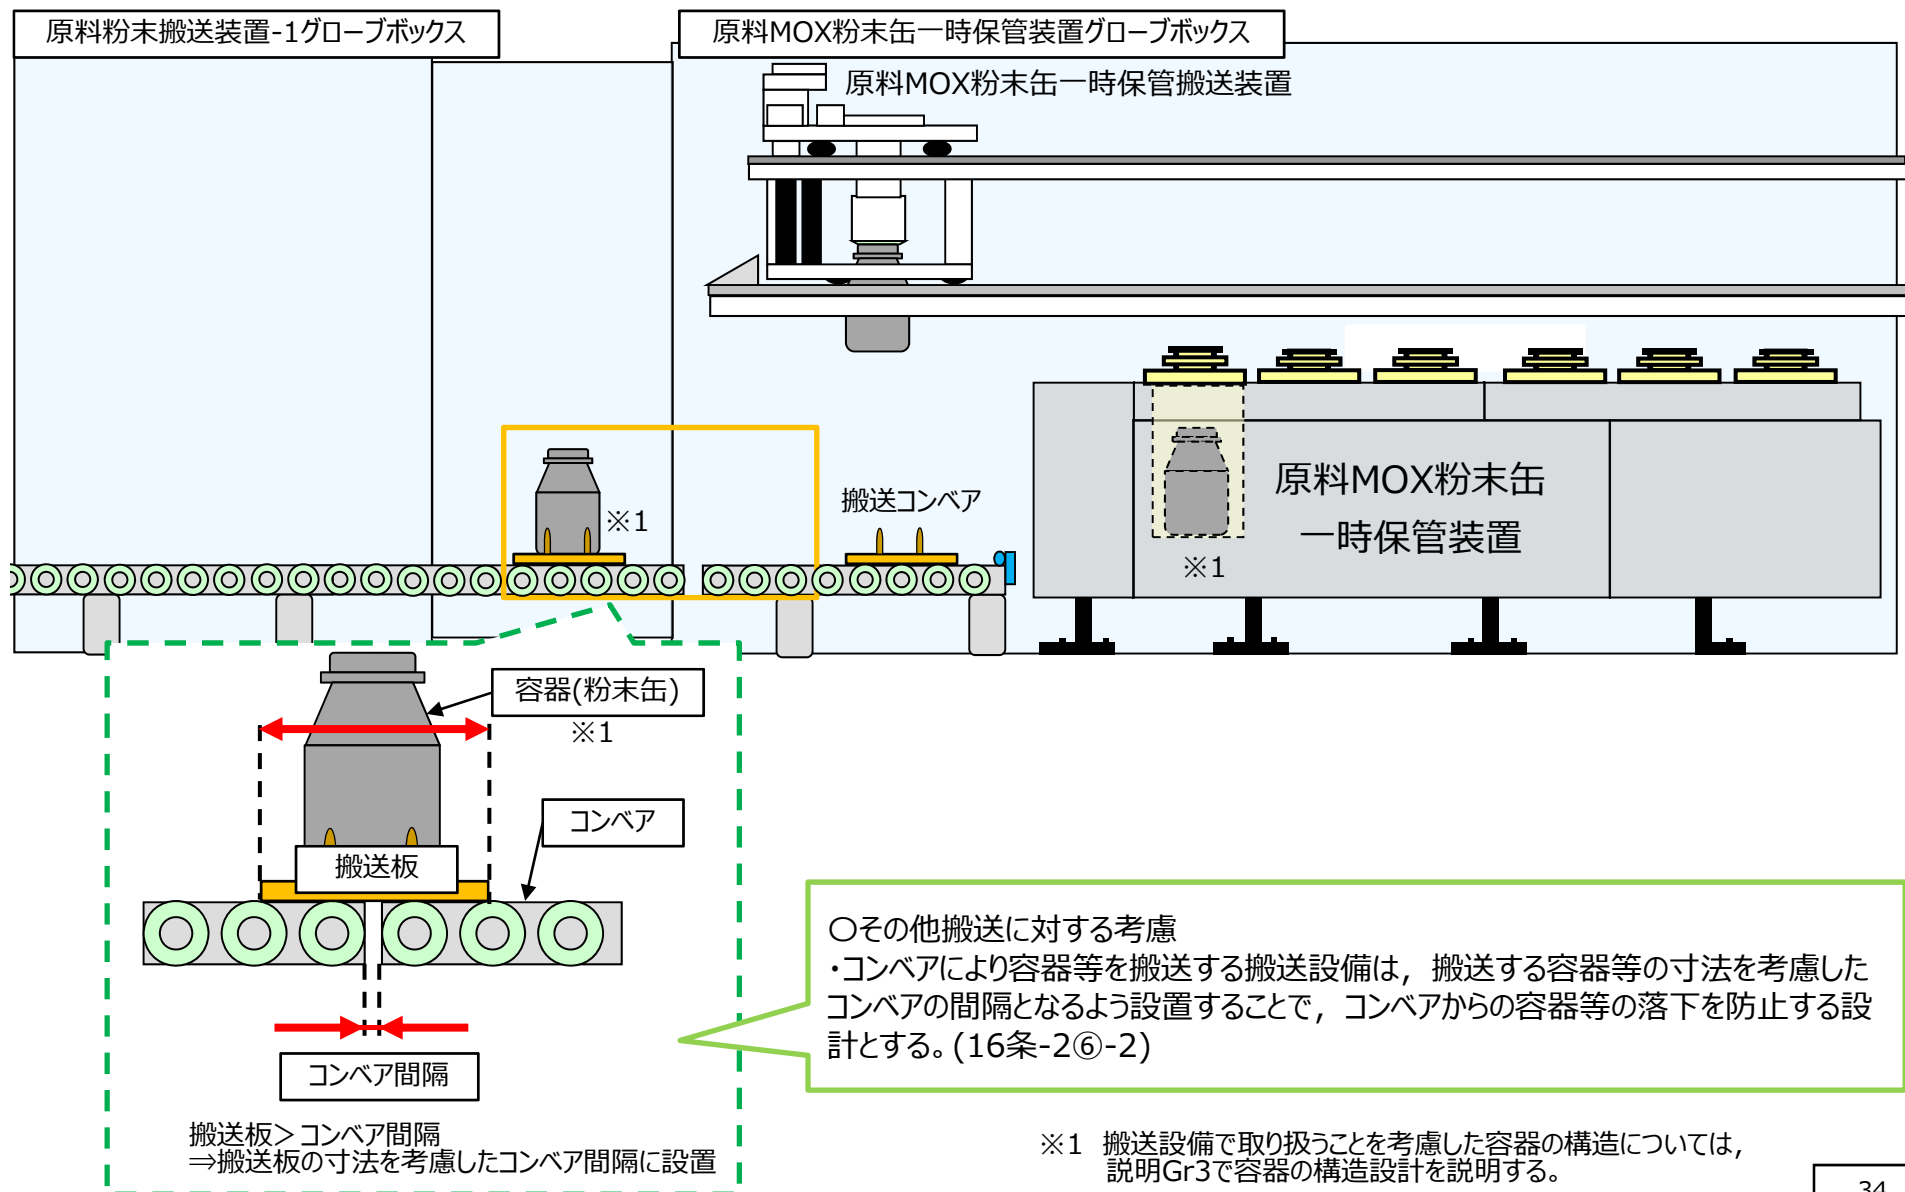 原料粉末搬送装置-1グローブボックス
原料MOX粉末缶一時保管装置グローブボックス
原料MOX粉末缶一時保管搬送装置
※1
搬送コンベア
原料MOX粉末缶
一時保管装置
※1
容器(粉末缶)
※1
コンベア
搬送板
コンベア間隔
搬送板＞コンベア間隔
⇒搬送板の寸法を考慮したコンベア間隔に設置
〇その他搬送に対する考慮
・コンベアにより容器等を搬送する搬送設備は，搬送する容器等の寸法を考慮した
コンベアの間隔となるよう設置することで，コンベアからの容器等の落下を防止する設
計とする。(16条-2⑥-2)
※1　搬送設備で取り扱うことを考慮した容器の構造については，
説明Gr3で容器の構造設計を説明する。
34